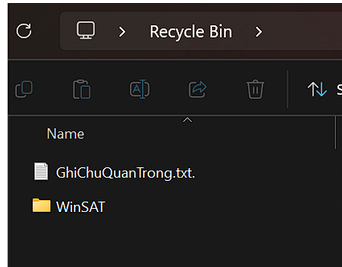 Recycle Bin
Name
GhiChuQuanTrong.txt.
WinSAT